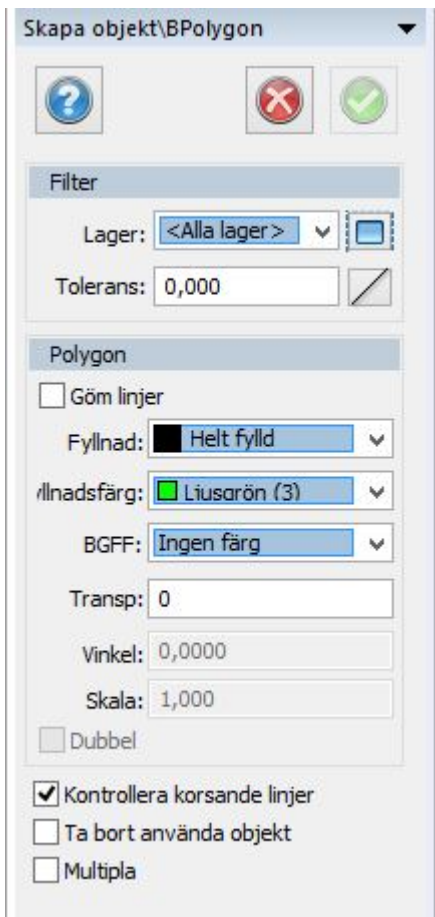 Skapa objekt\BPolygon
Filter
Lager: <Alla lager>
Tolerans: 0,000
Polygon
Göm linjer
Fyllnad: Helt fylld
llnadsfärg: Ljusgrön (3)
BGFF: Ingen färg
Transp: 0
Vinkel: 0,0000
Skala: 1,000
Dubbel
Kontrollera korsande linjer
Ta bort använda objekt
Multipla